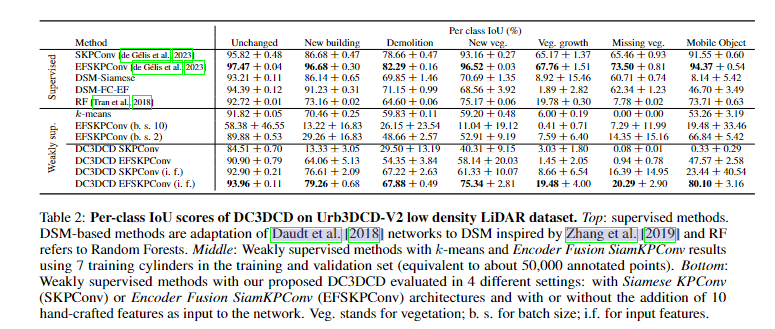 Per class IoU (%)
Method Unchanged New building Demolition New veg. Veg. growth Missing veg. Mobile Object
Supervised
SKPConv [de Gélis et al., 2023] 95.82 ± 0.48 86.68 ± 0.47 78.66 ± 0.47 93.16 ± 0.27 65.17 ± 1.37 65.46 ± 0.93 91.55 ± 0.60
EFSKPConv [de Gélis et al., 2023] 97.47 ± 0.04 96.68 ± 0.30 82.29 ± 0.16 96.52 ± 0.03 67.76 ± 1.51 73.50 ± 0.81 94.37 ± 0.54
DSM-Siamese 93.21 ± 0.11 86.14 ± 0.65 69.85 ± 1.46 70.69 ± 1.35 8.92 ± 15.46 60.71 ± 0.74 8.14 ± 5.42
DSM-FC-EF 94.39 ± 0.12 91.23 ± 0.31 71.15 ± 0.99 68.56 ± 3.92 1.89 ± 2.82 62.34 ± 1.23 46.70 ± 3.49
RF [Tran et al., 2018] 92.72 ± 0.01 73.16 ± 0.02 64.60 ± 0.06 75.17 ± 0.06 19.78 ± 0.30 7.78 ± 0.02 73.71 ± 0.63
Weakly sup.
k-means 91.82 ± 0.05 70.46 ± 0.25 59.83 ± 0.11 59.20 ± 0.48 6.00 ± 0.19 0.00 ± 0.00 53.26 ± 3.19
EFSKPConv (b. s. 10) 58.38 ± 46.55 13.22 ± 16.83 26.15 ± 23.54 11.04 ± 19.12 0.41 ± 0.71 7.29 ± 11.99 19.48 ± 33.46
EFSKPConv (b. s. 2) 89.88 ± 0.53 29.26 ± 16.83 48.66 ± 2.57 52.91 ± 9.19 7.59 ± 6.40 14.35 ± 15.16 66.84 ± 5.42
DC3DCD SKPConv 84.51 ± 0.70 13.33 ± 3.05 29.50 ± 13.19 40.31 ± 9.15 3.03 ± 1.80 0.08 ± 0.01 0.33 ± 0.29
DC3DCD EFSKPConv 90.90 ± 0.79 64.06 ± 5.13 54.35 ± 3.84 58.14 ± 20.03 1.45 ± 2.05 0.94 ± 0.78 47.57 ± 2.58
DC3DCD SKPConv (i. f.) 92.90 ± 0.21 76.61 ± 2.09 67.22 ± 2.63 61.33 ± 10.07 8.66 ± 6.54 16.39 ± 14.95 23.44 ± 40.54
DC3DCD EFSKPConv (i. f.) 93.96 ± 0.11 79.26 ± 0.68 67.88 ± 0.49 75.34 ± 2.81 19.48 ± 4.00 20.29 ± 2.90 80.10 ± 3.16
Table 2: Per-class IoU scores of DC3DCD on Urb3DCD-V2 low density LiDAR dataset. Top: supervised methods.
DSM-based methods are adaptation of Daudt et al. [2018] networks to DSM inspired by Zhang et al. [2019] and RF
refers to Random Forests. Middle: Weakly supervised methods with k-means and Encoder Fusion SiamKPConv results
using 7 training cylinders in the training and validation set (equivalent to about 50,000 annotated points). Bottom:
Weakly supervised methods with our proposed DC3DCD evaluated in 4 different settings: with Siamese KPConv
(SKPConv) or Encoder Fusion SiamKPConv (EFSKPConv) architectures and with or without the addition of 10
hand-crafted features as input to the network. Veg. stands for vegetation; b. s. for batch size; i.f. for input features.